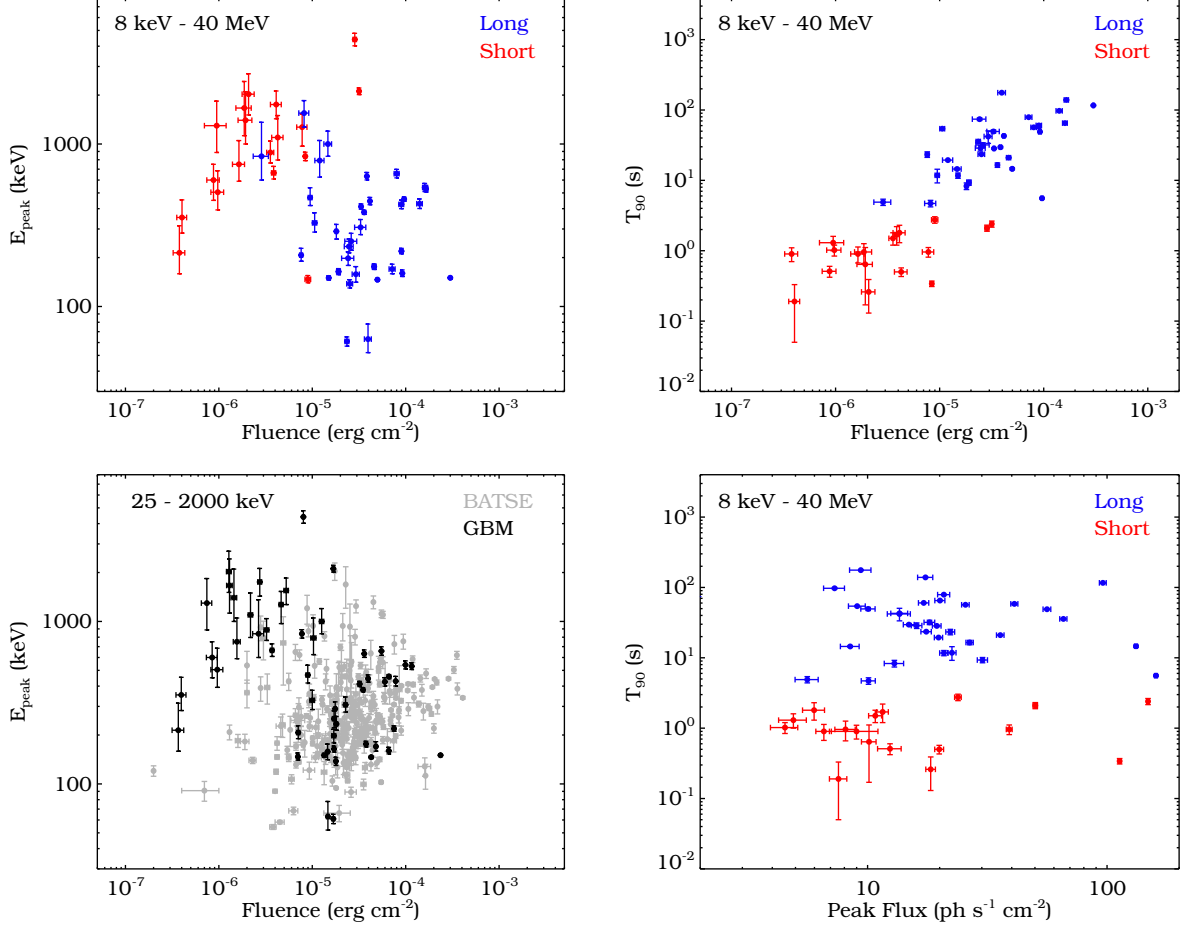 8 keV - 40 MeV
Long
Short
1000
100
E_peak (keV)
10^-7
10^-6
10^-5
10^-4
10^-3
Fluence (erg cm^-2)
8 keV - 40 MeV
Long
Short
10^3
10^2
10^1
10^0
10^-1
10^-2
T_90 (s)
10^-7
10^-6
10^-5
10^-4
10^-3
Fluence (erg cm^-2)
25 - 2000 keV
BATSE
GBM
1000
100
E_peak (keV)
10^-7
10^-6
10^-5
10^-4
10^-3
Fluence (erg cm^-2)
8 keV - 40 MeV
Long
Short
10^3
10^2
10^1
10^0
10^-1
10^-2
T_90 (s)
10
100
Peak Flux (ph s^-1 cm^-2)